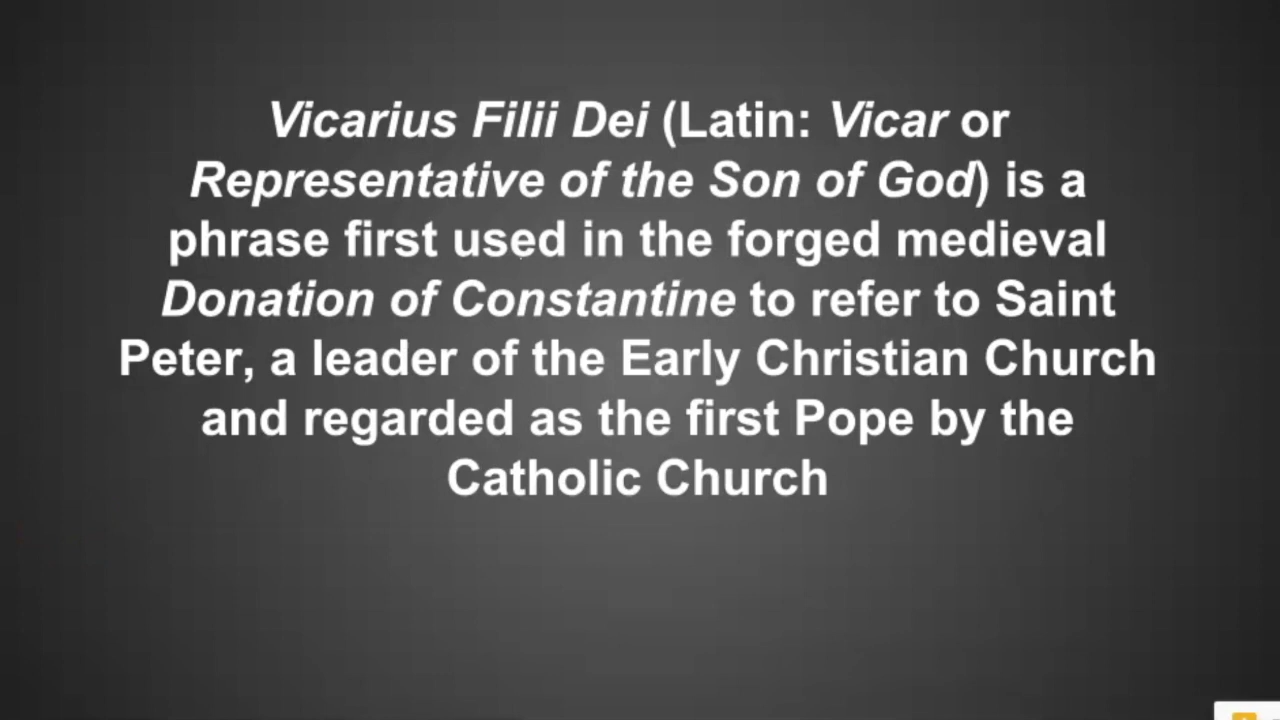 Vicarius Filii Dei (Latin: Vicar or
Representative of the Son of God) is a
phrase first used in the forged medieval
Donation of Constantine to refer to Saint
Peter, a leader of the Early Christian Church
and regarded as the first Pope by the
Catholic Church